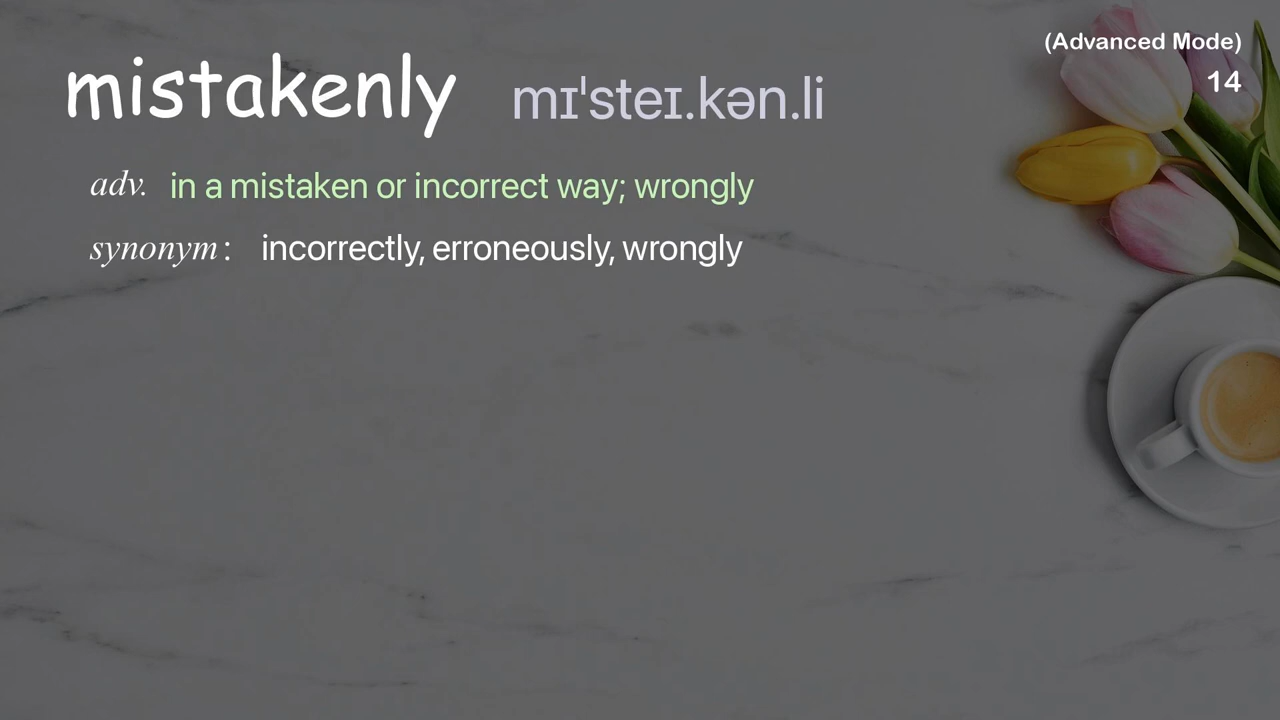 (Advanced Mode)
14
mistakenly mɪˈsteɪ.kən.li
adv. in a mistaken or incorrect way; wrongly
synonym: incorrectly, erroneously, wrongly